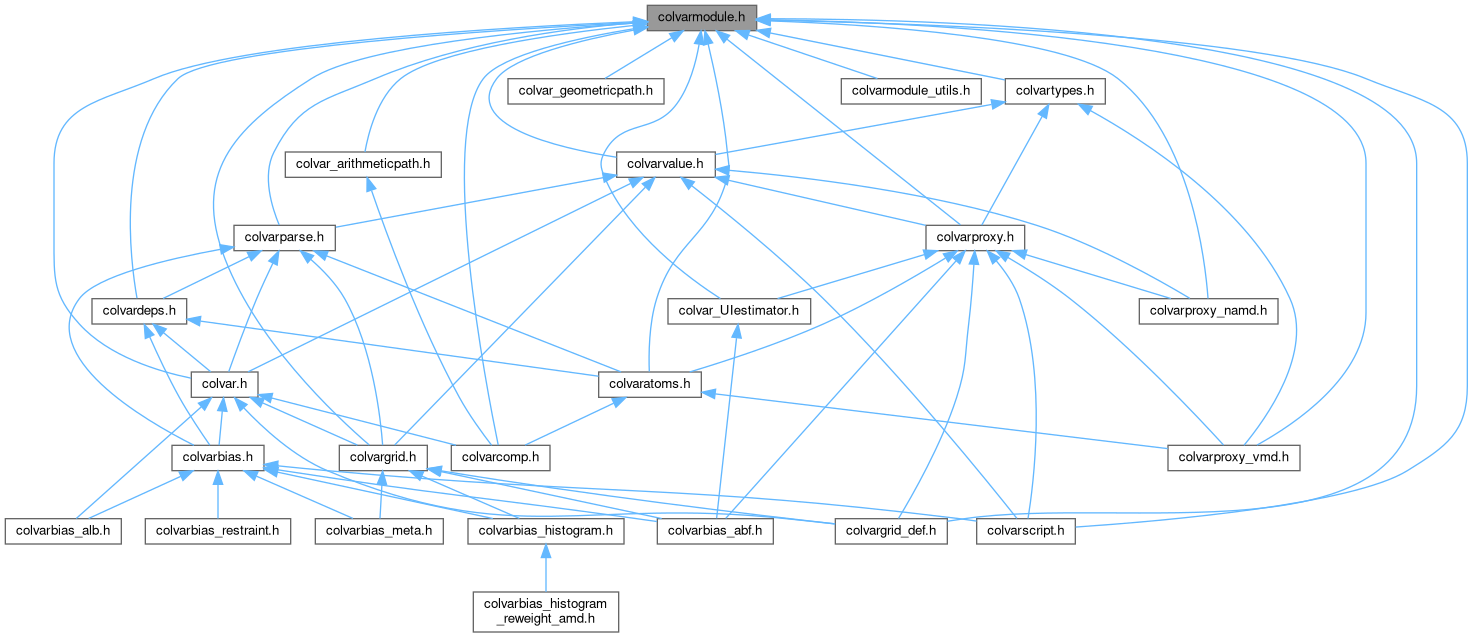 colvarmodule.h
colvar_geometricpath.h
colvarmodule_utils.h
colvartypes.h
colvar_arithmeticpath.h
colvarvalue.h
colvarparse.h
colvarproxy.h
colvardeps.h
colvar_UIestimator.h
colvarproxy_namd.h
colvar.h
colvaratoms.h
colvarbias.h
colvargrid.h
colvarcomp.h
colvarproxy_vmd.h
colvarbias_alb.h
colvarbias_restraint.h
colvarbias_meta.h
colvarbias_histogram.h
colvarbias_abf.h
colvargrid_def.h
colvarscript.h
colvarbias_histogram
_reweight_amd.h